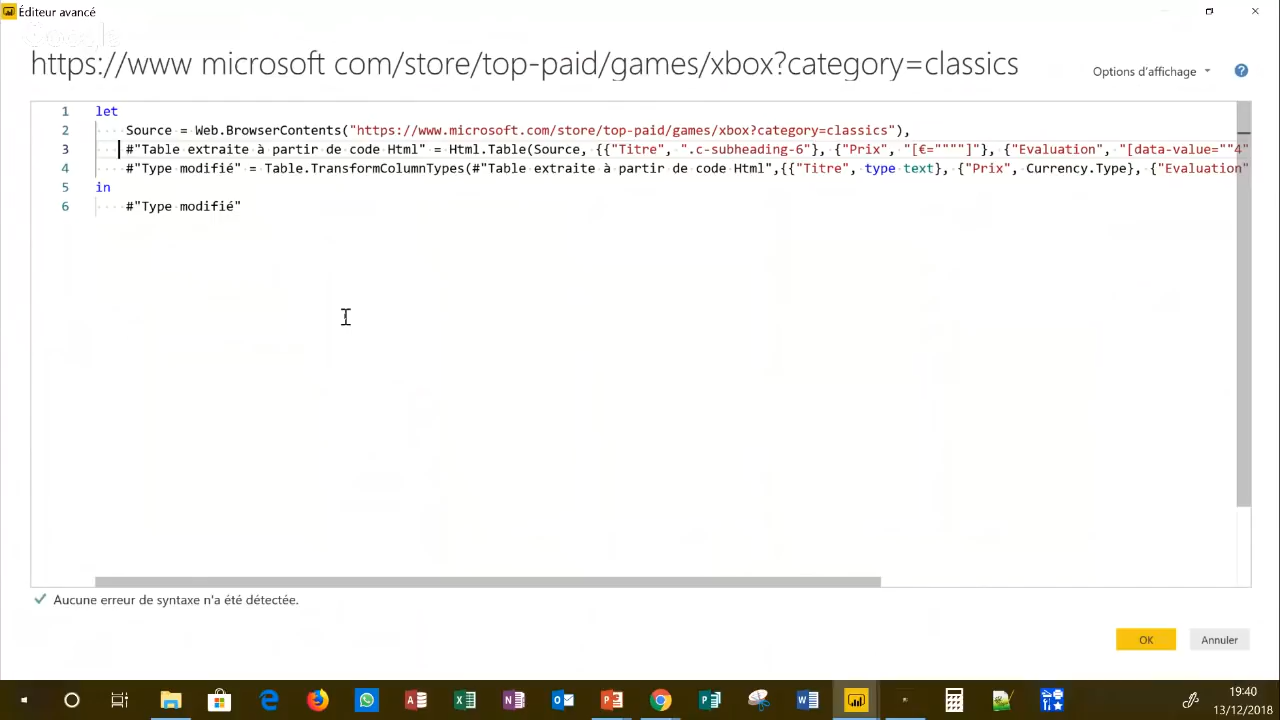 Éditeur avancé
https://www microsoft com/store/top-paid/games/xbox?category=classics
Options d'affichage
1 let
2 Source = Web.BrowserContents("https://www.microsoft.com/store/top-paid/games/xbox?category=classics"),
3 #"Table extraite à partir de code Html" = Html.Table(Source, {{"Titre", ".c-subheading-6"}, {"Prix", "[€=""""]"}, {"Evaluation", "[data-value=""4"
4 #"Type modifié" = Table.TransformColumnTypes(#"Table extraite à partir de code Html",{{"Titre", type text}, {"Prix", Currency.Type}, {"Evaluation"
5 in
6 #"Type modifié"
Aucune erreur de syntaxe n'a été détectée.
OK
Annuler
19:40
13/12/2018